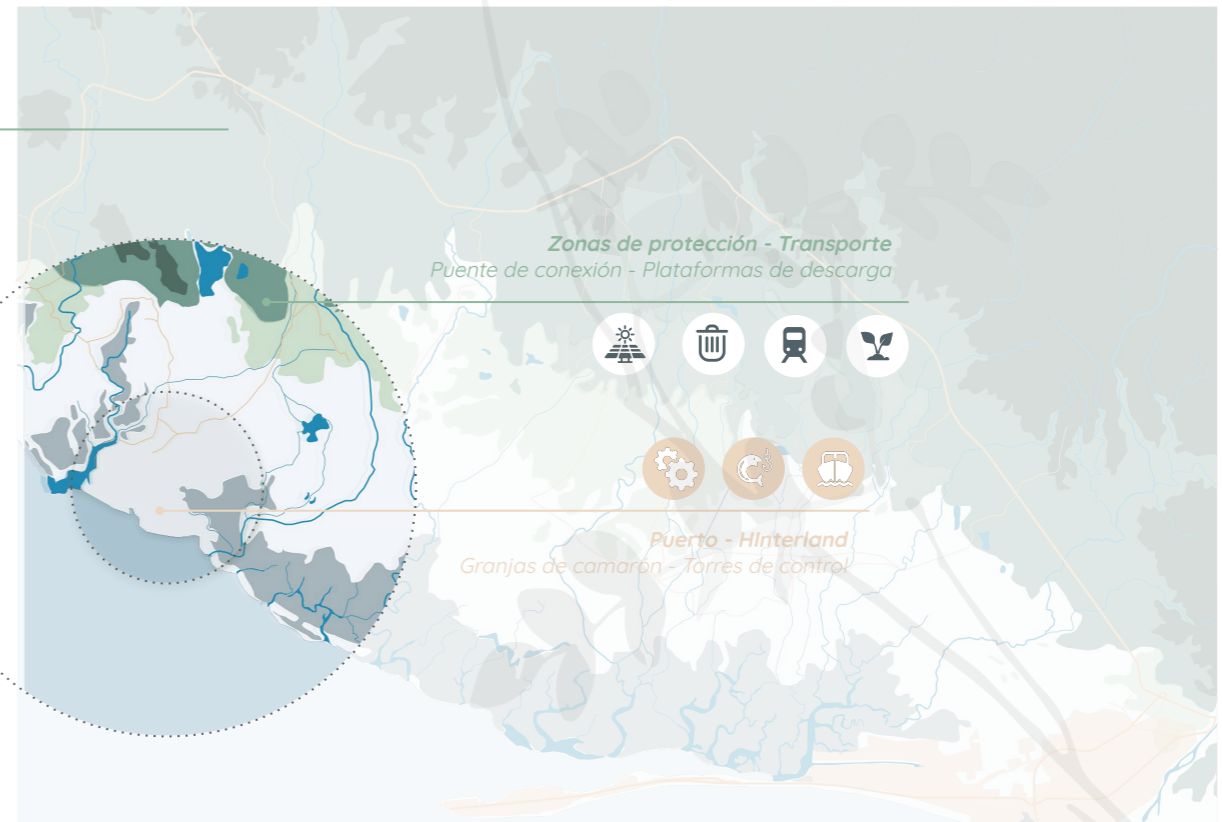 Zonas de protección - Transporte
Puente de conexión - Plataformas de descarga
Puerto - HInterland
Granjas de camarón - Torres de control